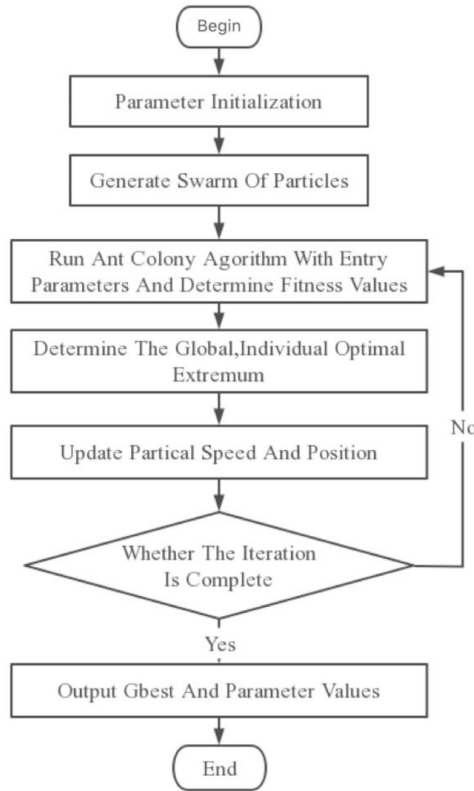 Begin
Parameter Initialization
Generate Swarm Of Particles
Run Ant Colony Agorithm With Entry
Parameters And Determine Fitness Values
Determine The Global,Individual Optimal
Extremum
Update Partical Speed And Position
No
Whether The Iteration
Is Complete
Yes
Output Gbest And Parameter Values
End